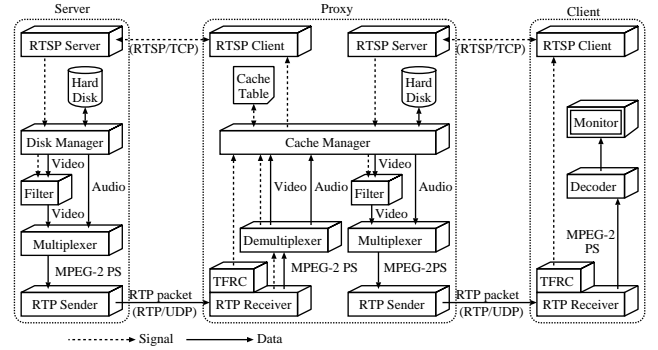 Server
Proxy
Client
RTSP Server
(RTSP/TCP)
RTSP Client
RTSP Server
(RTSP/TCP)
RTSP Client
Hard
Disk
Cache
Table
Hard
Disk
Monitor
Disk Manager
Cache Manager
Video
Audio
Filter
Video
Video
Audio
Video
Filter
Audio
Video
Decoder
Multiplexer
Demultiplexer
Multiplexer
MPEG-2 PS
MPEG-2 PS
MPEG-2PS
MPEG-2
PS
TFRC
TFRC
RTP Sender
RTP packet
(RTP/UDP)
RTP Receiver
RTP Sender
RTP packet
(RTP/UDP)
RTP Receiver
Signal
Data